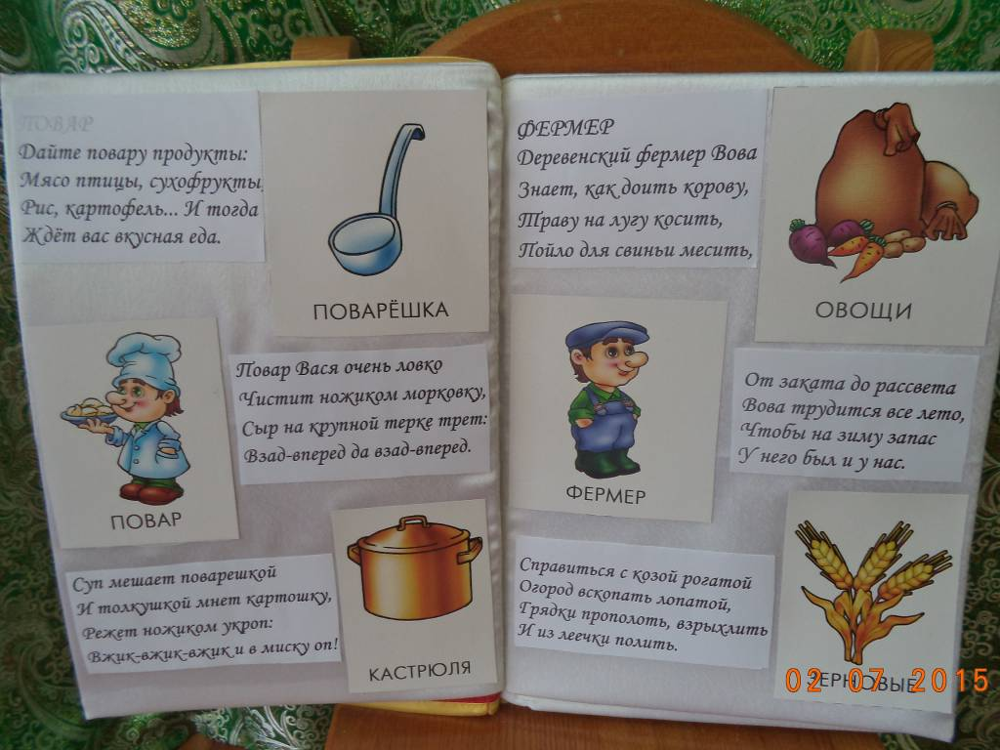 ПОВАР
Дайте повару продукты:
Мясо птицы, сухофрукты,
Рис, картофель... И тогда
Ждёт вас вкусная еда.
ПОВАРЁШКА
ПОВАР
Повар Вася очень ловко
Чистит ножиком морковку,
Сыр на крупной терке трет:
Взад-вперед да взад-вперед.
Суп мешает поварешкой
И толкушкой мнет картошку,
Режет ножиком укроп:
Вжик-вжик-вжик и в миску оп!
КАСТРЮЛЯ
ФЕРМЕР
Деревенский фермер Вова
Знает, как доить корову,
Траву на лугу косить,
Пойло для свиньи месить,
ОВОЩИ
ФЕРМЕР
От заката до рассвета
Вова трудится все лето,
Чтобы на зиму запас
У него был и у нас.
Справиться с козой рогатой
Огород вскопать лопатой,
Грядки прополоть, взрыхлить
И из леечки полить.
ЗЕРНОВЫЕ
02 07 2015